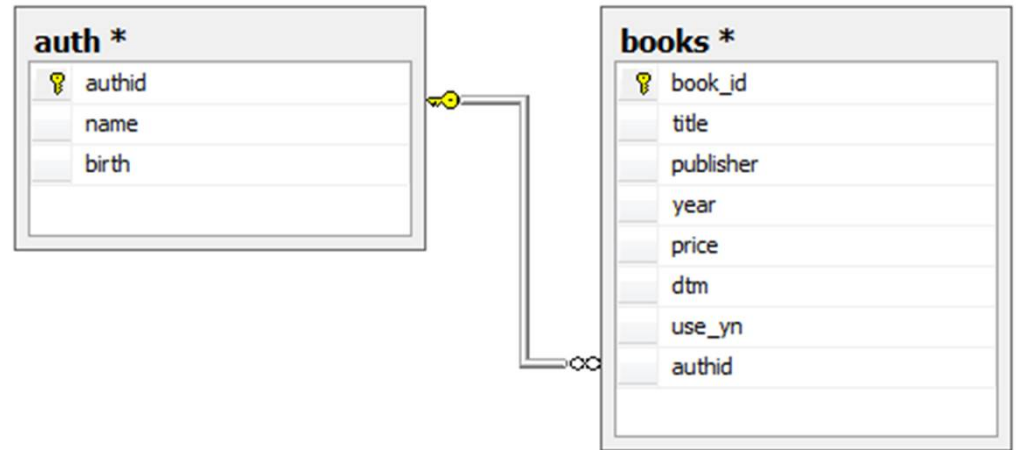 auth *
authid
name
birth
books *
book_id
title
publisher
year
price
dtm
use_yn
authid